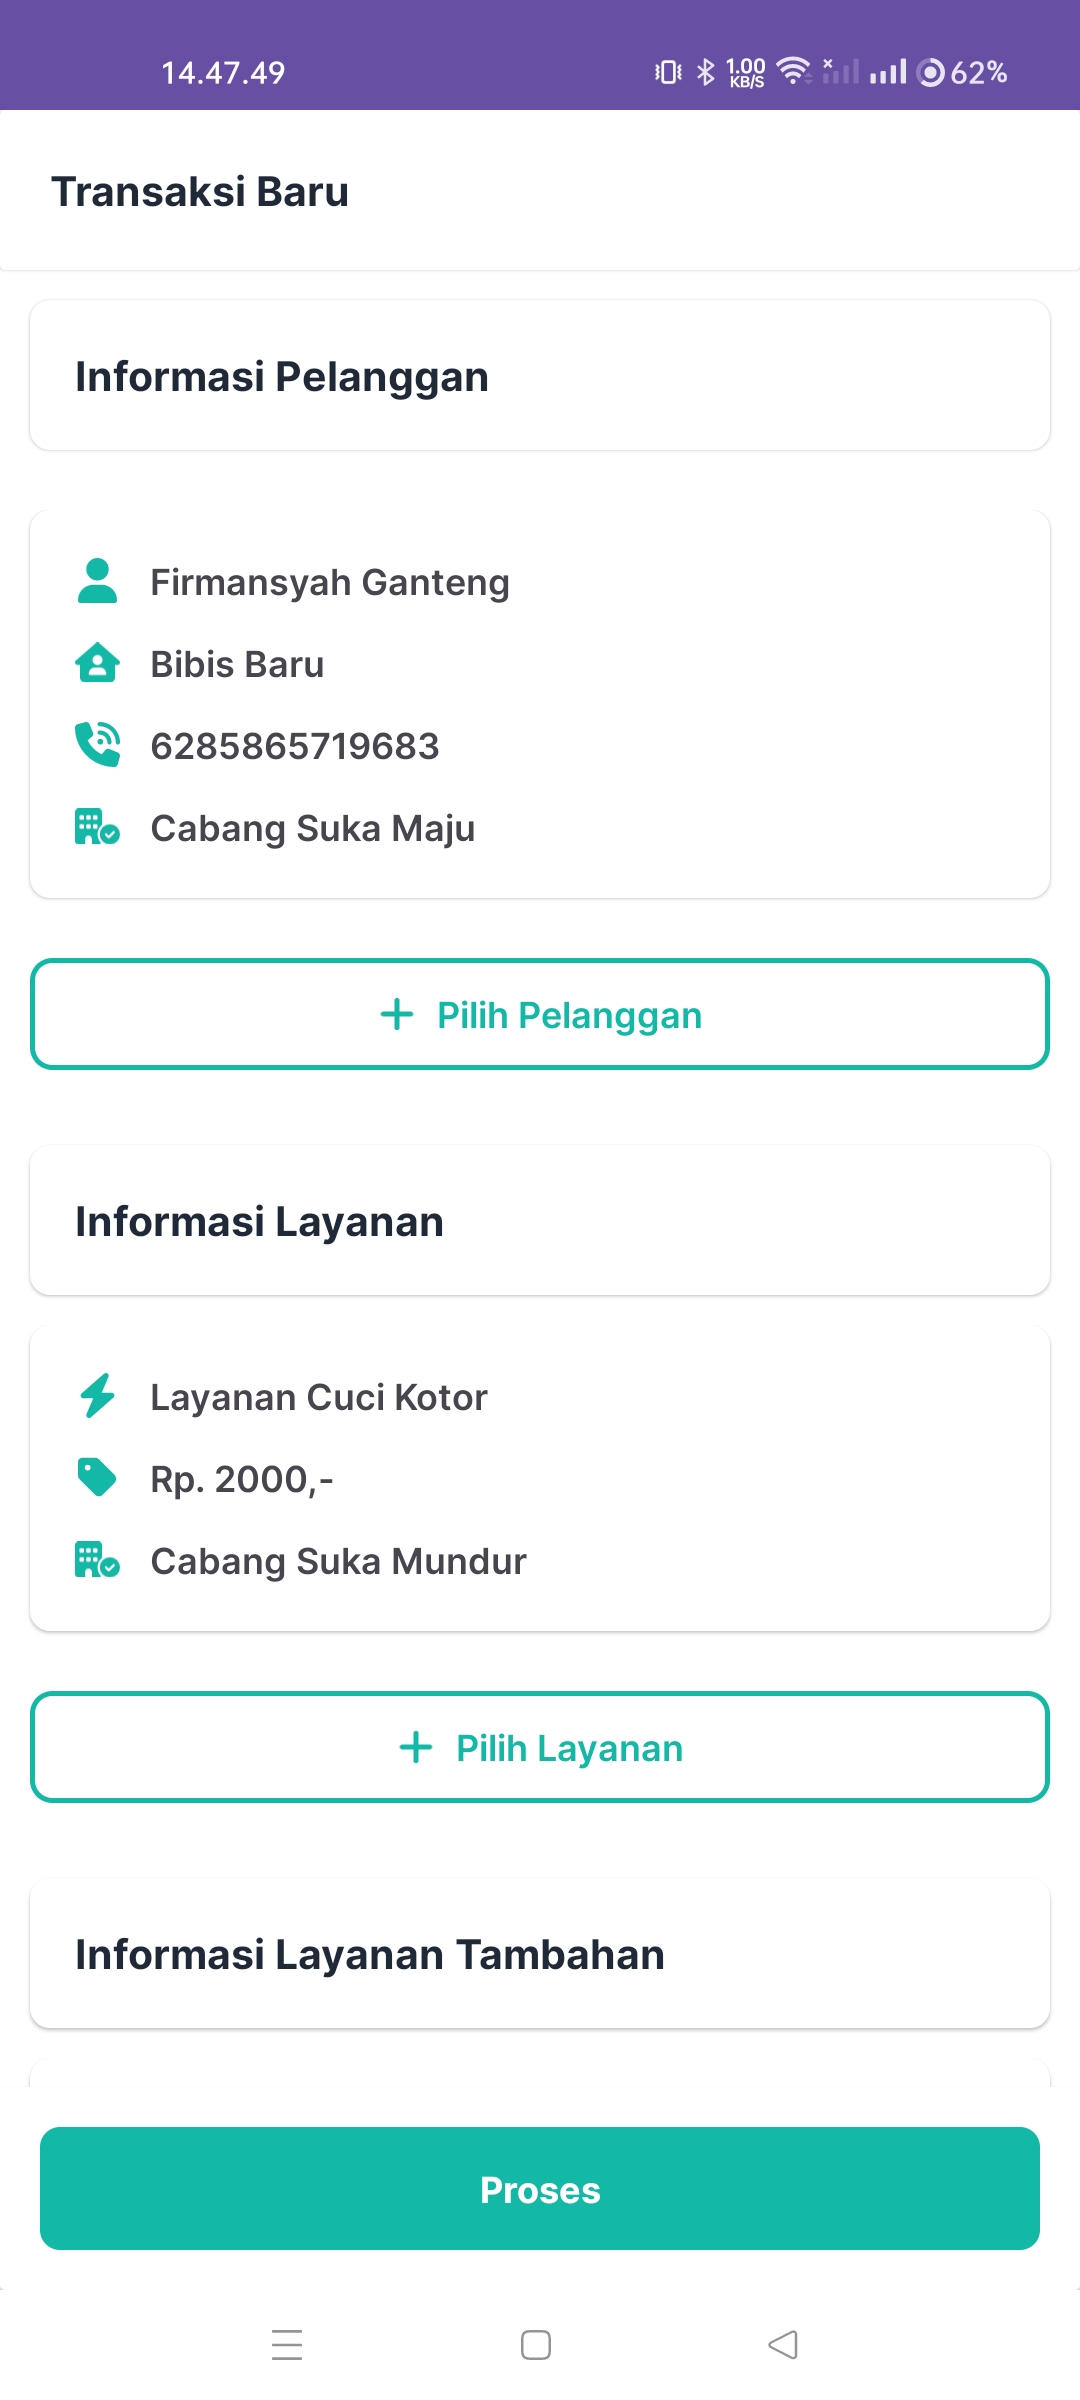 14.47.49
1.00
KB/S
62%
Transaksi Baru
Informasi Pelanggan
Firmansyah Ganteng
Bibis Baru
6285865719683
Cabang Suka Maju
+ Pilih Pelanggan
Informasi Layanan
Layanan Cuci Kotor
Rp. 2000,-
Cabang Suka Mundur
+ Pilih Layanan
Informasi Layanan Tambahan
Proses